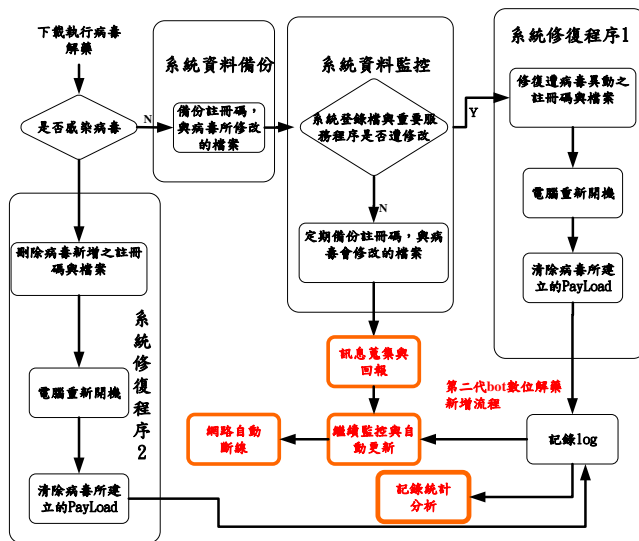 下載執行病毒
解藥
是否感染病毒
N
系統資料備份
備份註冊碼，
與病毒所修改
的檔案
系統資料監控
系統登錄檔與重要服
務程序是否遭修改
Y
N
定期備份註冊碼，與病
毒會修改的檔案
系統修復程序1
修復遭病毒異動之
註冊碼與檔案
電腦重新開機
清除病毒所建
立的PayLoad
刪除病毒新增之註冊
碼與檔案
電腦重新開機
清除病毒所建
立的PayLoad
系統修復程序2
訊息蒐集與
回報
第二代bot數位解藥
新增流程
網路自動
斷線
繼續監控與自
動更新
記錄log
記錄統計
分析